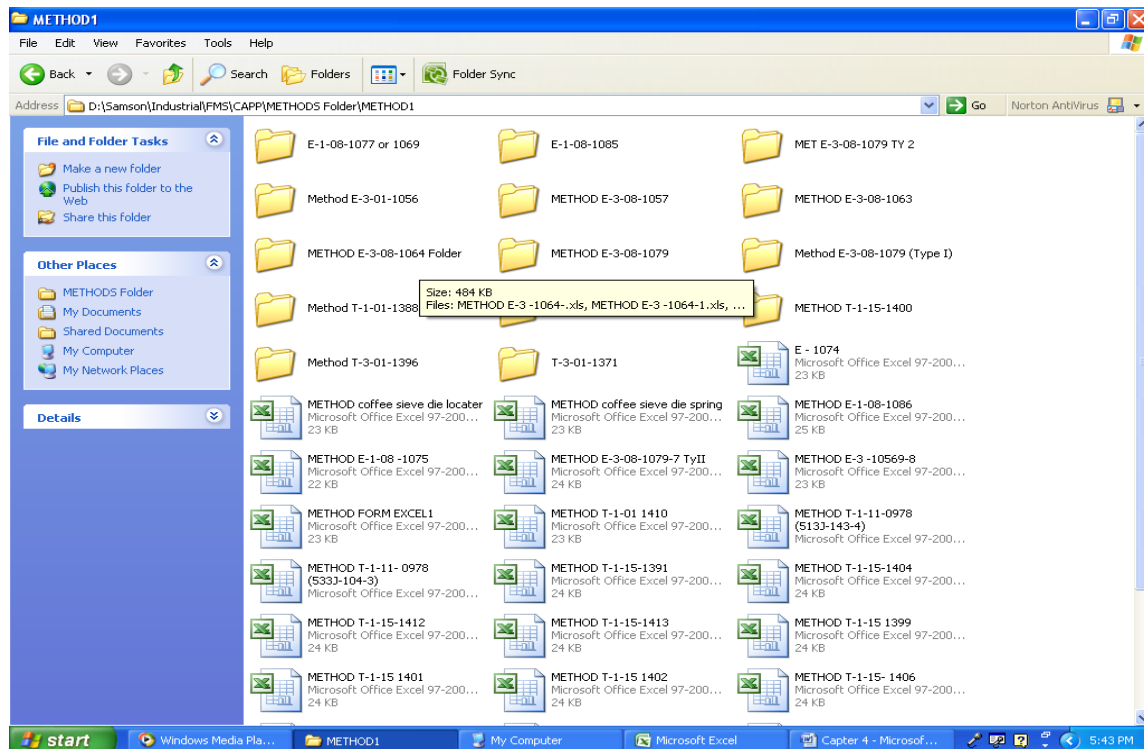 METHOD1
File Edit View Favorites Tools Help
Back Search Folders Folder Sync
Address D:\Samson\Industrial\FMS\CAPP\METHODS Folder\METHOD1 Go Norton AntiVirus
File and Folder Tasks
Make a new folder
Publish this folder to the
Web
Share this folder
Other Places
METHODS Folder
My Documents
Shared Documents
My Computer
My Network Places
Details
E-1-08-1077 or 1069
E-1-08-1085
MET E-3-08-1079 TY 2
Method E-3-01-1056
METHOD E-3-08-1057
METHOD E-3-08-1063
METHOD E-3-08-1064 Folder
METHOD E-3-08-1079
Method E-3-08-1079 (Type I)
Size: 484 KB
Files: METHOD E-3 -1064-.xls, METHOD E-3 -1064-1.xls, ...
Method T-1-01-1388
METHOD T-1-15-1400
Method T-3-01-1396
T-3-01-1371
E - 1074
Microsoft Office Excel 97-200...
23 KB
METHOD coffee sieve die locater
Microsoft Office Excel 97-200...
23 KB
METHOD coffee sieve die spring
Microsoft Office Excel 97-200...
23 KB
METHOD E-1-08-1086
Microsoft Office Excel 97-200...
25 KB
METHOD E-1-08 -1075
Microsoft Office Excel 97-200...
22 KB
METHOD E-3-08-1079-7 TyII
Microsoft Office Excel 97-200...
24 KB
METHOD E-3 -10569-8
Microsoft Office Excel 97-200...
23 KB
METHOD FORM EXCEL1
Microsoft Office Excel 97-200...
23 KB
METHOD T-1-01 1410
Microsoft Office Excel 97-200...
23 KB
METHOD T-1-11-0978
(513J-143-4)
Microsoft Office Excel 97-200...
METHOD T-1-11- 0978
(533J-104-3)
Microsoft Office Excel 97-200...
METHOD T-1-15-1391
Microsoft Office Excel 97-200...
24 KB
METHOD T-1-15-1404
Microsoft Office Excel 97-200...
24 KB
METHOD T-1-15-1412
Microsoft Office Excel 97-200...
24 KB
METHOD T-1-15-1413
Microsoft Office Excel 97-200...
24 KB
METHOD T-1-15 1399
Microsoft Office Excel 97-200...
24 KB
METHOD T-1-15 1401
Microsoft Office Excel 97-200...
24 KB
METHOD T-1-15 1402
Microsoft Office Excel 97-200...
24 KB
METHOD T-1-15- 1406
Microsoft Office Excel 97-200...
24 KB
start Windows Media Pla... METHOD1 My Computer Microsoft Excel Capter 4 - Microsof... 5:43 PM